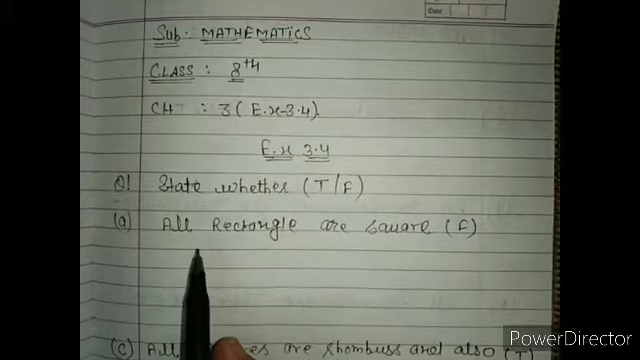 Date
Sub. MATHEMATICS
CLASS : 8th
CH : 3 ( E.x-3.4).
E.x 3.4
Q1 State whether (T/F)
(a) All Rectangle are square (F)
(c) All are rhombuss and also (T)
PowerDirector